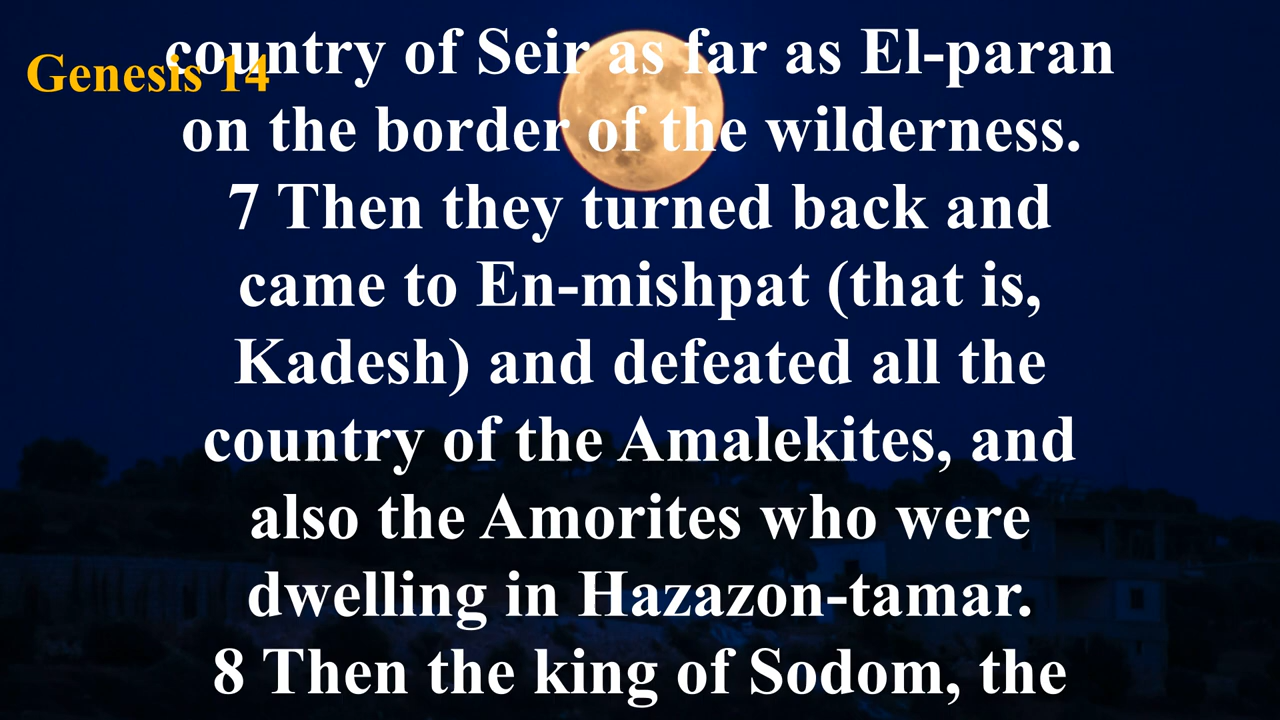 Genesis 14
country of Seir as far as El-paran
on the border of the wilderness.
7 Then they turned back and
came to En-mishpat (that is,
Kadesh) and defeated all the
country of the Amalekites, and
also the Amorites who were
dwelling in Hazazon-tamar.
8 Then the king of Sodom, the